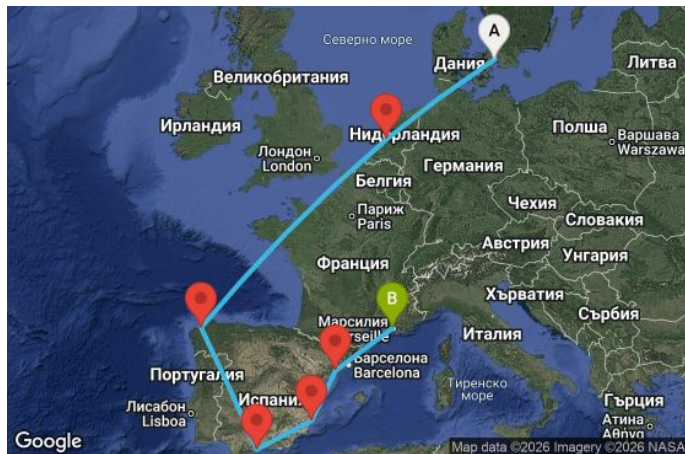 A
Северно море
Дания
Литва
Великобритания
Ирландия
Нидерландия
Полша
Варшава
Warszawa
Лондон
London
Белгия
Германия
Париж
Paris
Чехия
Словакия
Австрия
Унгария
Франция
B
Хърватия
Сърбия
Марсилия
Marseille
Италия
Барселона
Barcelona
Португалия
Испания
Тиренско
море
Лисабон
Lisboa
Гърция
Атина
Αθήνα
Google
Map data ©2026 Imagery ©2026 NASA